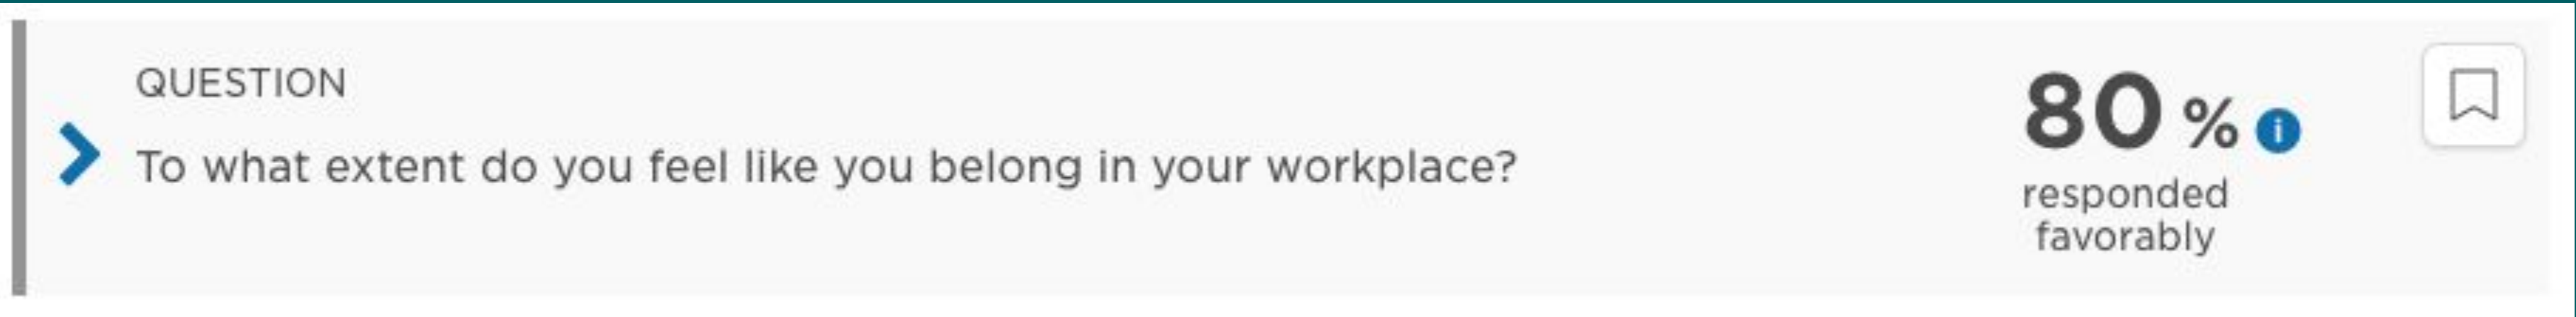 QUESTION
To what extent do you feel like you belong in your workplace?
80 % i
responded
favorably